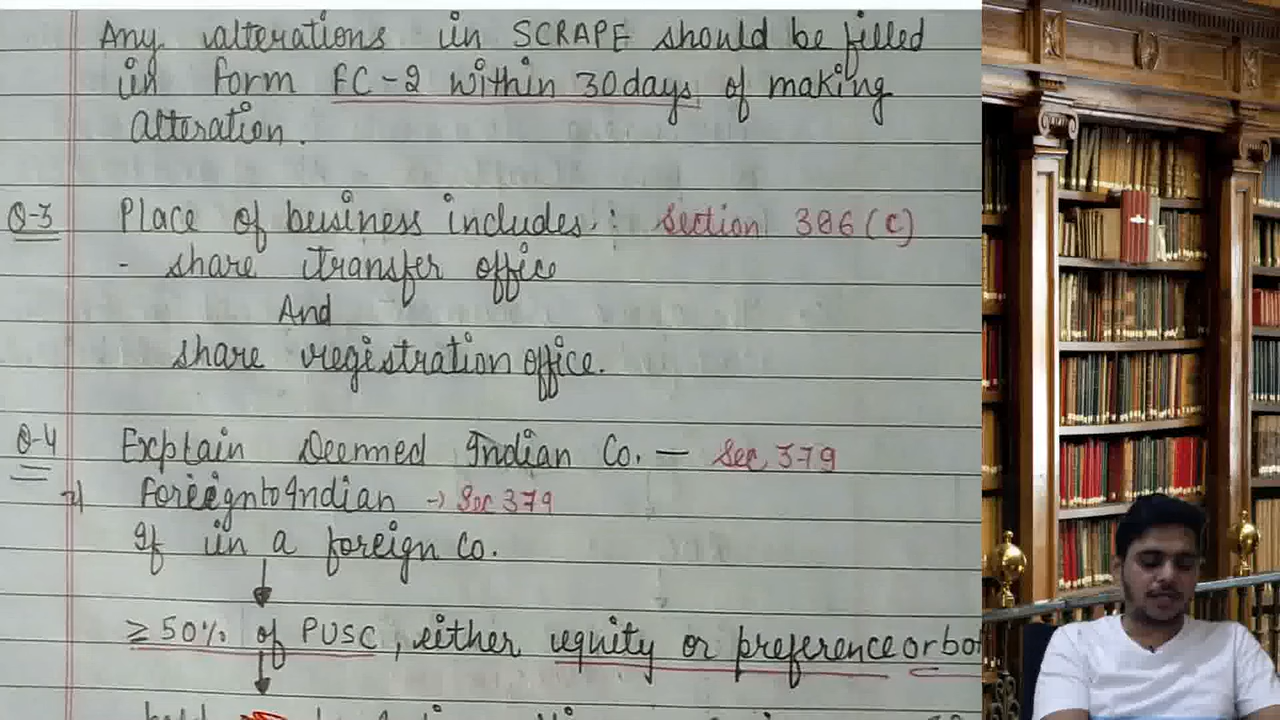 Any alterations in SCRAPE should be filled
in form FC-2 within 30days of making
alteration.
Q-3 Place of business includes: Section 386(c)
- share transfer office
And
share registration office.
Q-4 Explain Deemed Indian Co. — Sec 379
Foreign to Indian → Sec 379
If in a foreign Co.
≥ 50% of PUSC, either equity or preference or bot